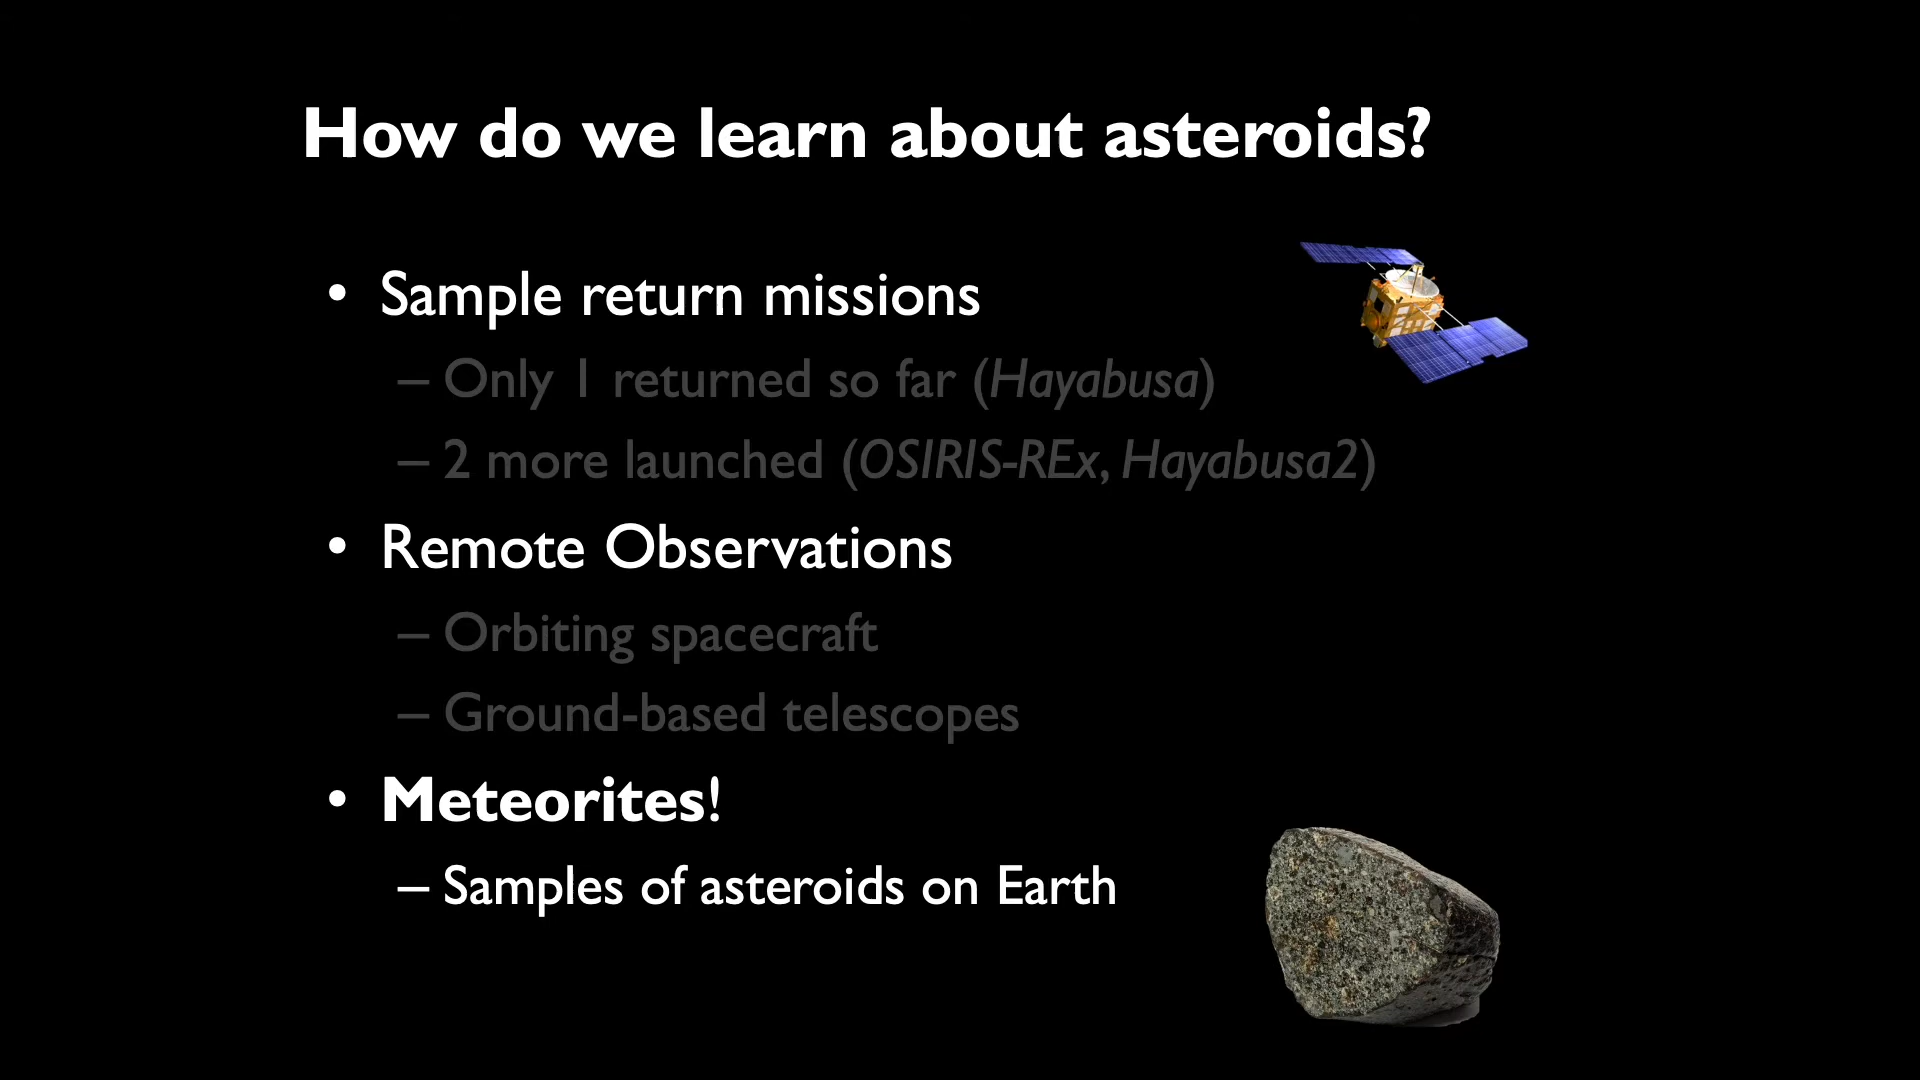 How do we learn about asteroids?
• Sample return missions
– Only 1 returned so far (Hayabusa)
– 2 more launched (OSIRIS-REx, Hayabusa2)
• Remote Observations
– Orbiting spacecraft
– Ground-based telescopes
• Meteorites!
– Samples of asteroids on Earth